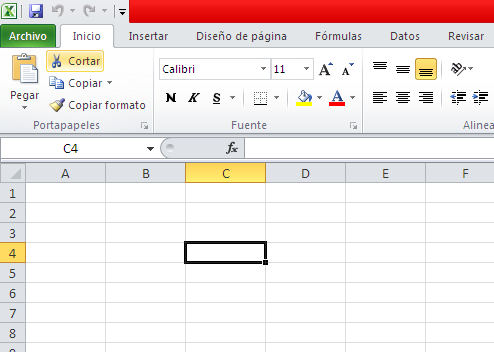 Archivo Inicio Insertar Diseño de página Fórmulas Datos Revisar
Pegar
Cortar
Copiar
Copiar formato
Portapapeles
Calibri 11 A A
N K S A
Fuente
Alinea
C4 fx
A B C D E F
1
2
3
4
5
6
7
8